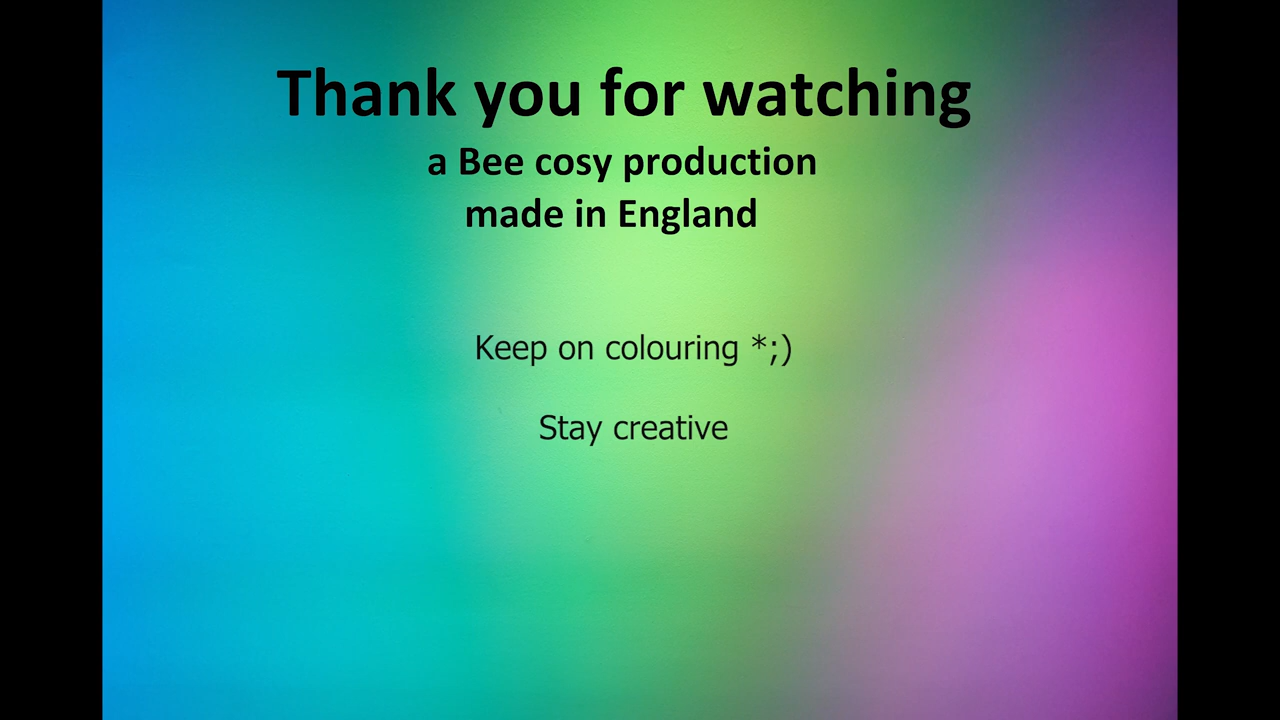 Thank you for watching
a Bee cosy production
made in England
Keep on colouring *;)
Stay creative